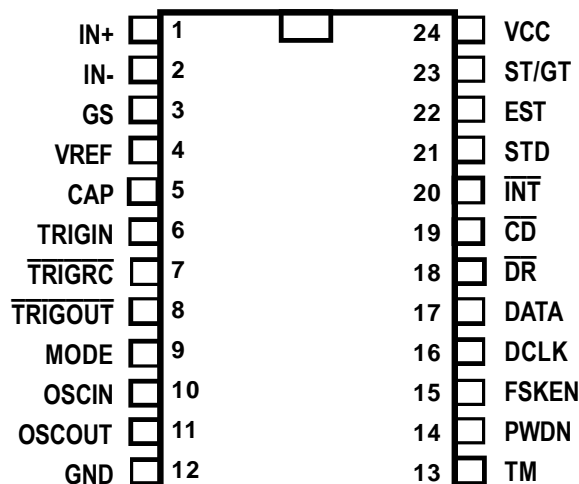 IN+ 1 24 VCC
IN- 2 23 ST/GT
GS 3 22 EST
VREF 4 21 STD
CAP 5 20 INT
TRIGIN 6 19 CD
TRIGRC 7 18 DR
TRIGOUT 8 17 DATA
MODE 9 16 DCLK
OSCIN 10 15 FSKEN
OSCOUT 11 14 PWDN
GND 12 13 TM